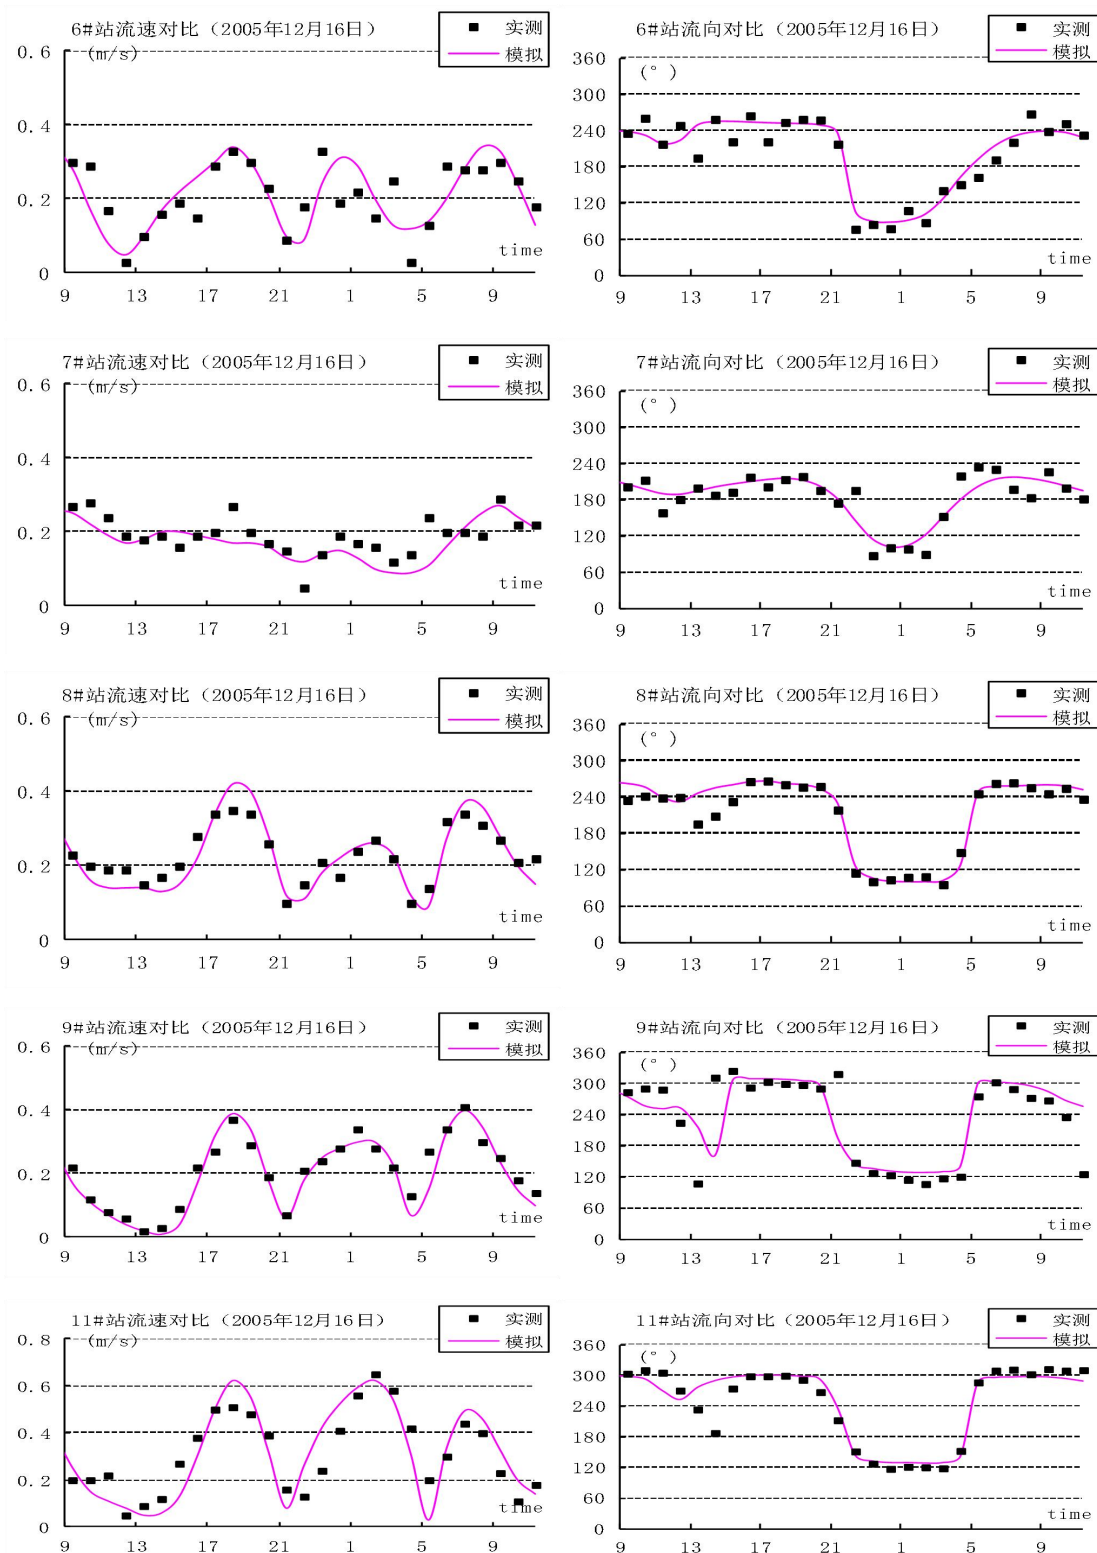 6#站流速对比（2005年12月16日）
(m/s)
实测
模拟
0.6
0.4
0.2
0
time
9 13 17 21 1 5 9
6#站流向对比（2005年12月16日）
(°)
实测
模拟
360
300
240
180
120
60
0
time
9 13 17 21 1 5 9
7#站流速对比（2005年12月16日）
(m/s)
实测
模拟
0.6
0.4
0.2
0
time
9 13 17 21 1 5 9
7#站流向对比（2005年12月16日）
(°)
实测
模拟
360
300
240
180
120
60
0
time
9 13 17 21 1 5 9
8#站流速对比（2005年12月16日）
(m/s)
实测
模拟
0.6
0.4
0.2
0
time
9 13 17 21 1 5 9
8#站流向对比（2005年12月16日）
(°)
实测
模拟
360
300
240
180
120
60
0
time
9 13 17 21 1 5 9
9#站流速对比（2005年12月16日）
(m/s)
实测
模拟
0.6
0.4
0.2
0
time
9 13 17 21 1 5 9
9#站流向对比（2005年12月16日）
(°)
实测
模拟
360
300
240
180
120
60
0
time
9 13 17 21 1 5 9
11#站流速对比（2005年12月16日）
(m/s)
实测
模拟
0.8
0.6
0.4
0.2
0
time
9 13 17 21 1 5 9
11#站流向对比（2005年12月16日）
(°)
实测
模拟
360
300
240
180
120
60
0
time
9 13 17 21 1 5 9